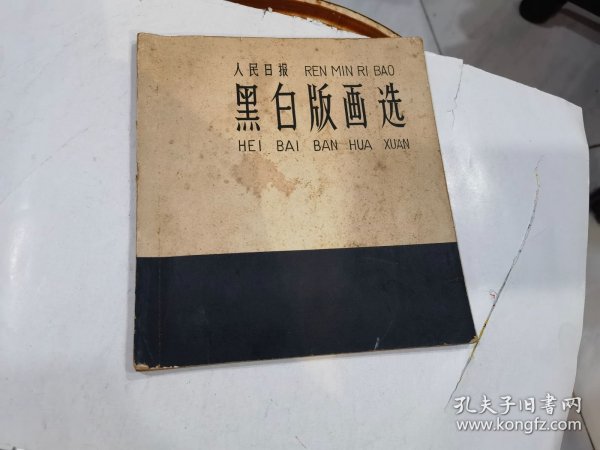 人民日报 REN MIN RI BAO
黑白版画选
HEI BAI BAN HUA XUAN
孔夫子旧书网
www.kongfz.com